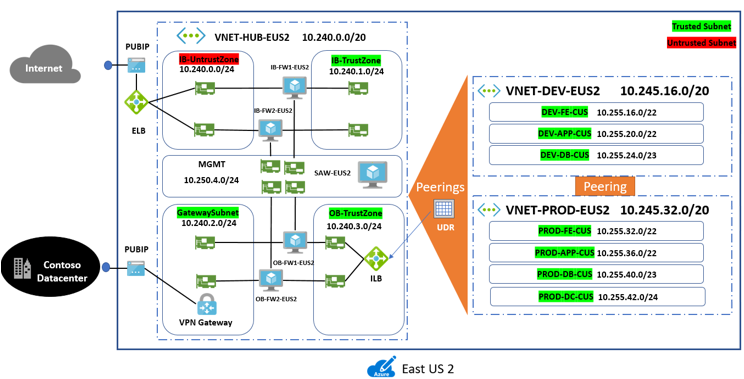 Trusted Subnet
Untrusted Subnet
VNET-HUB-EUS2 10.240.0.0/20
PUBIP
Internet
ELB
IB-UntrustZone
10.240.0.0/24
IB-FW1-EUS2
IB-TrustZone
10.240.1.0/24
IB-FW2-EUS2
MGMT
10.250.4.0/24
SAW-EUS2
GatewaySubnet
10.240.2.0/24
OB-TrustZone
10.240.3.0/24
OB-FW1-EUS2
OB-FW2-EUS2
ILB
VPN Gateway
PUBIP
Contoso
Datacenter
Peerings
UDR
VNET-DEV-EUS2 10.245.16.0/20
DEV-FE-CUS 10.255.16.0/22
DEV-APP-CUS 10.255.20.0/22
DEV-DB-CUS 10.255.24.0/23
Peering
VNET-PROD-EUS2 10.245.32.0/20
PROD-FE-CUS 10.255.32.0/22
PROD-APP-CUS 10.255.36.0/22
PROD-DB-CUS 10.255.40.0/23
PROD-DC-CUS 10.255.42.0/24
Azure
East US 2